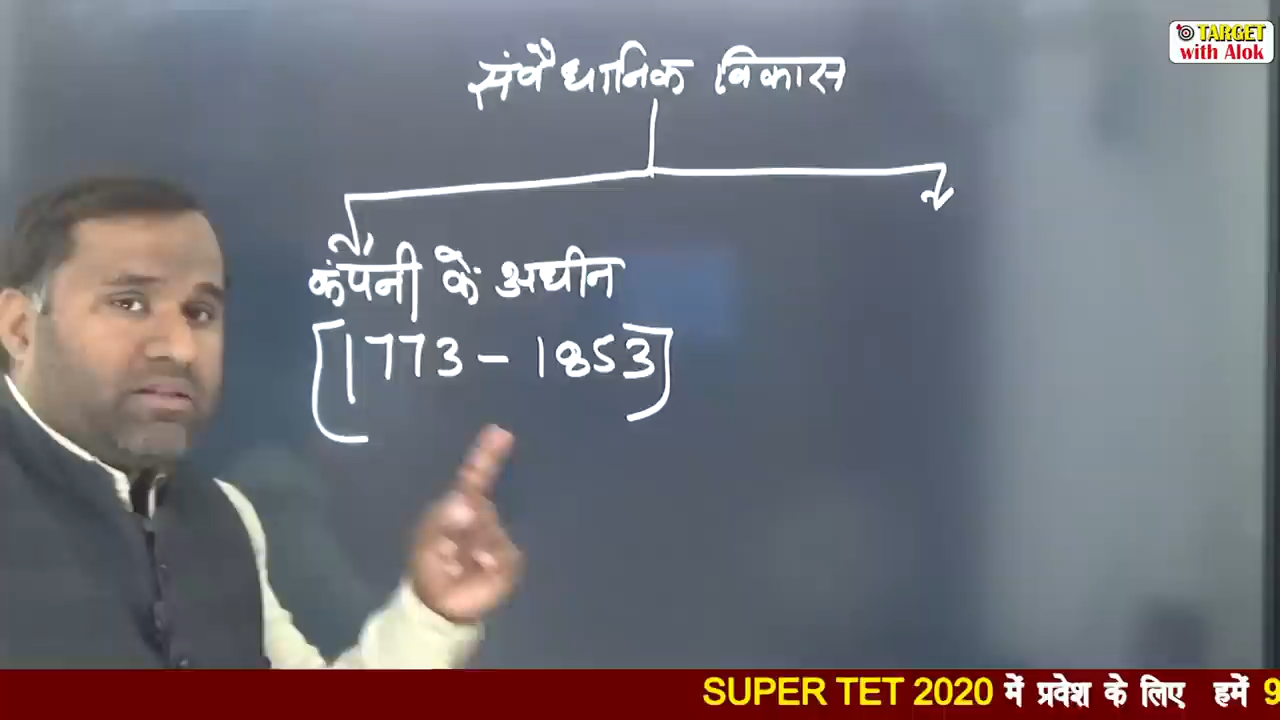 TARGET
with Alok
संवैधानिक विकास
कंपनी के अधीन
[1773 - 1853]
SUPER TET 2020 में प्रवेश के लिए हमें 9